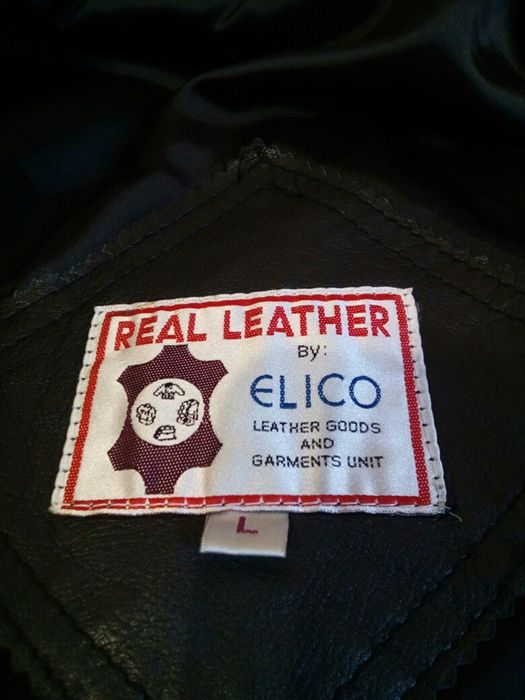 REAL LEATHER
By:
ELICO
LEATHER GOODS
AND
GARMENTS UNIT
L